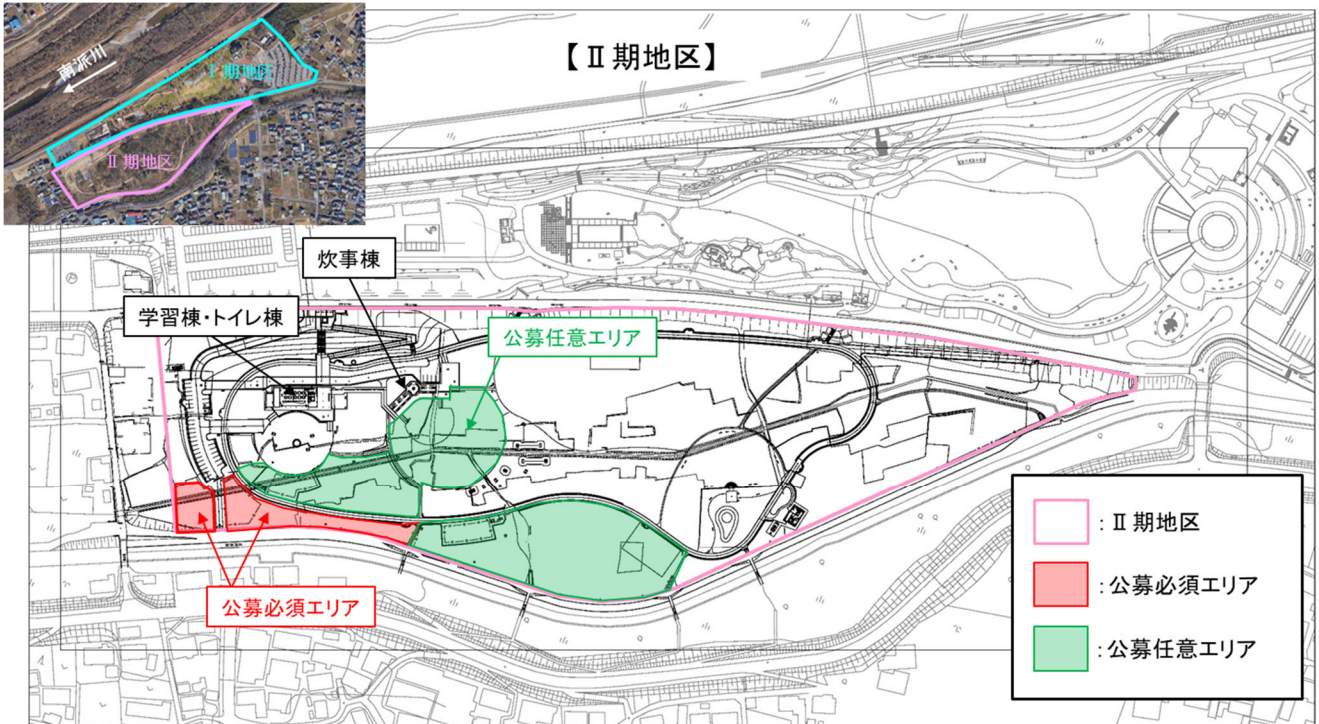 【Ⅱ期地区】
南派川
Ⅰ期地区
Ⅱ期地区
炊事棟
学習棟・トイレ棟
公募任意エリア
公募必須エリア
：Ⅱ期地区
：公募必須エリア
：公募任意エリア